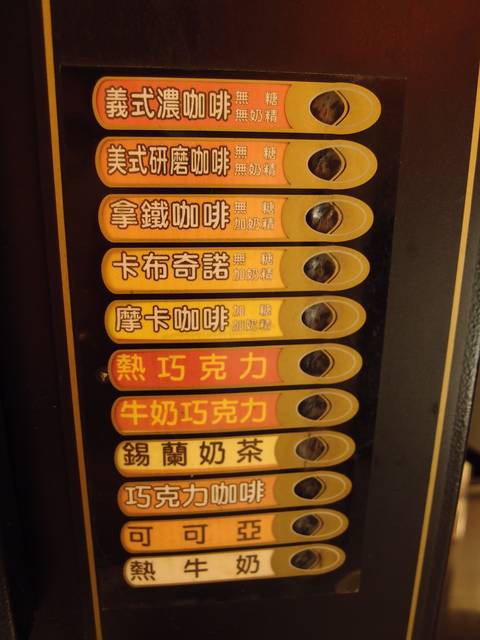 義式濃咖啡 無糖 無奶精
美式研磨咖啡 無糖 無奶精
拿鐵咖啡 無糖 加奶精
卡布奇諾 無糖 加奶精
摩卡咖啡 加糖 加奶精
熱巧克力
牛奶巧克力
錫蘭奶茶
巧克力咖啡
可可亞
熱牛奶